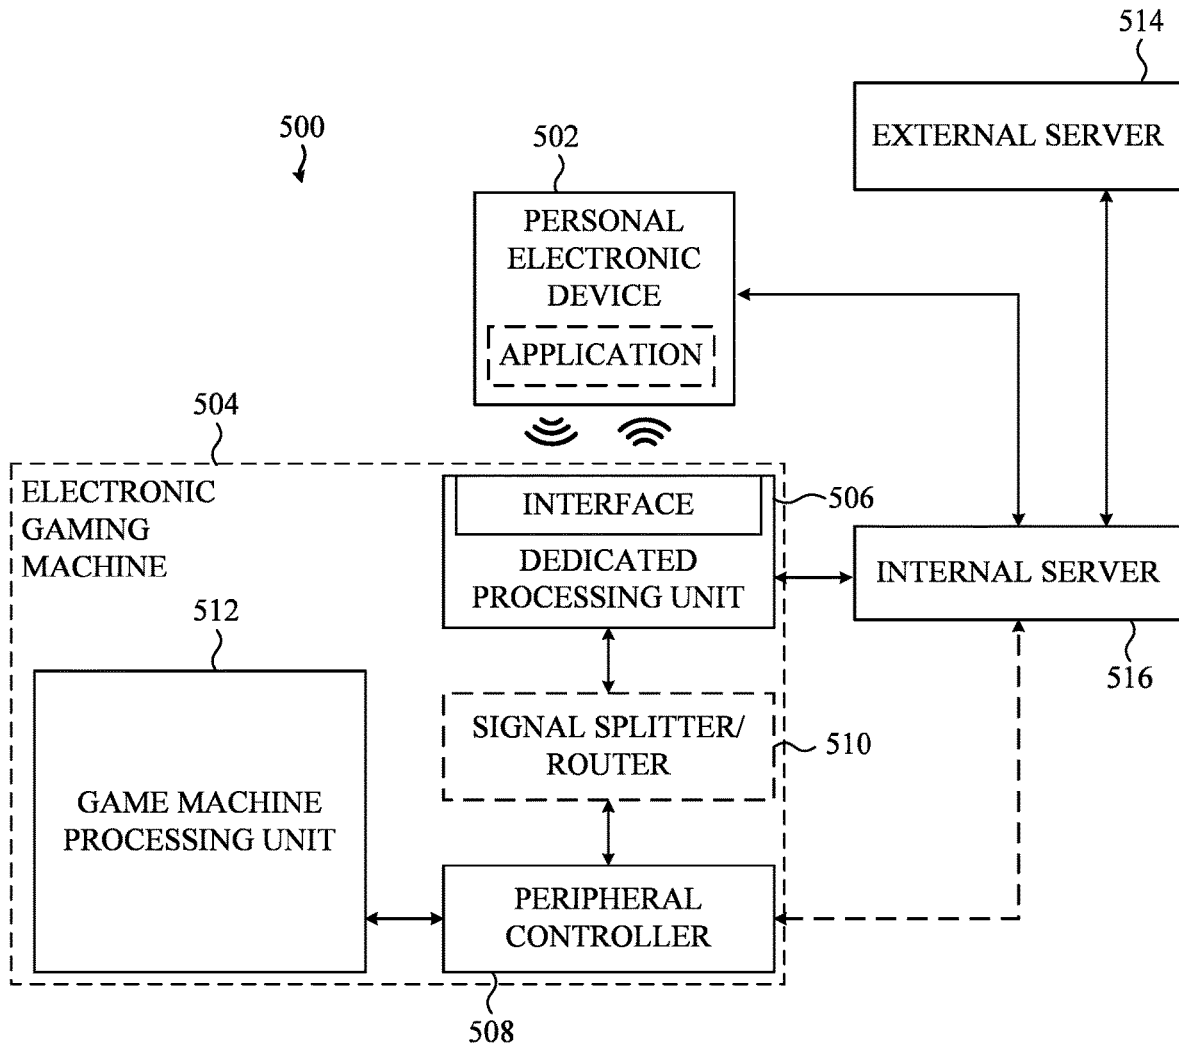 514
EXTERNAL SERVER
500
502
PERSONAL
ELECTRONIC
DEVICE
APPLICATION
504
ELECTRONIC
GAMING
MACHINE
INTERFACE
506
DEDICATED
PROCESSING UNIT
INTERNAL SERVER
516
512
SIGNAL SPLITTER/
ROUTER
510
GAME MACHINE
PROCESSING UNIT
PERIPHERAL
CONTROLLER
508